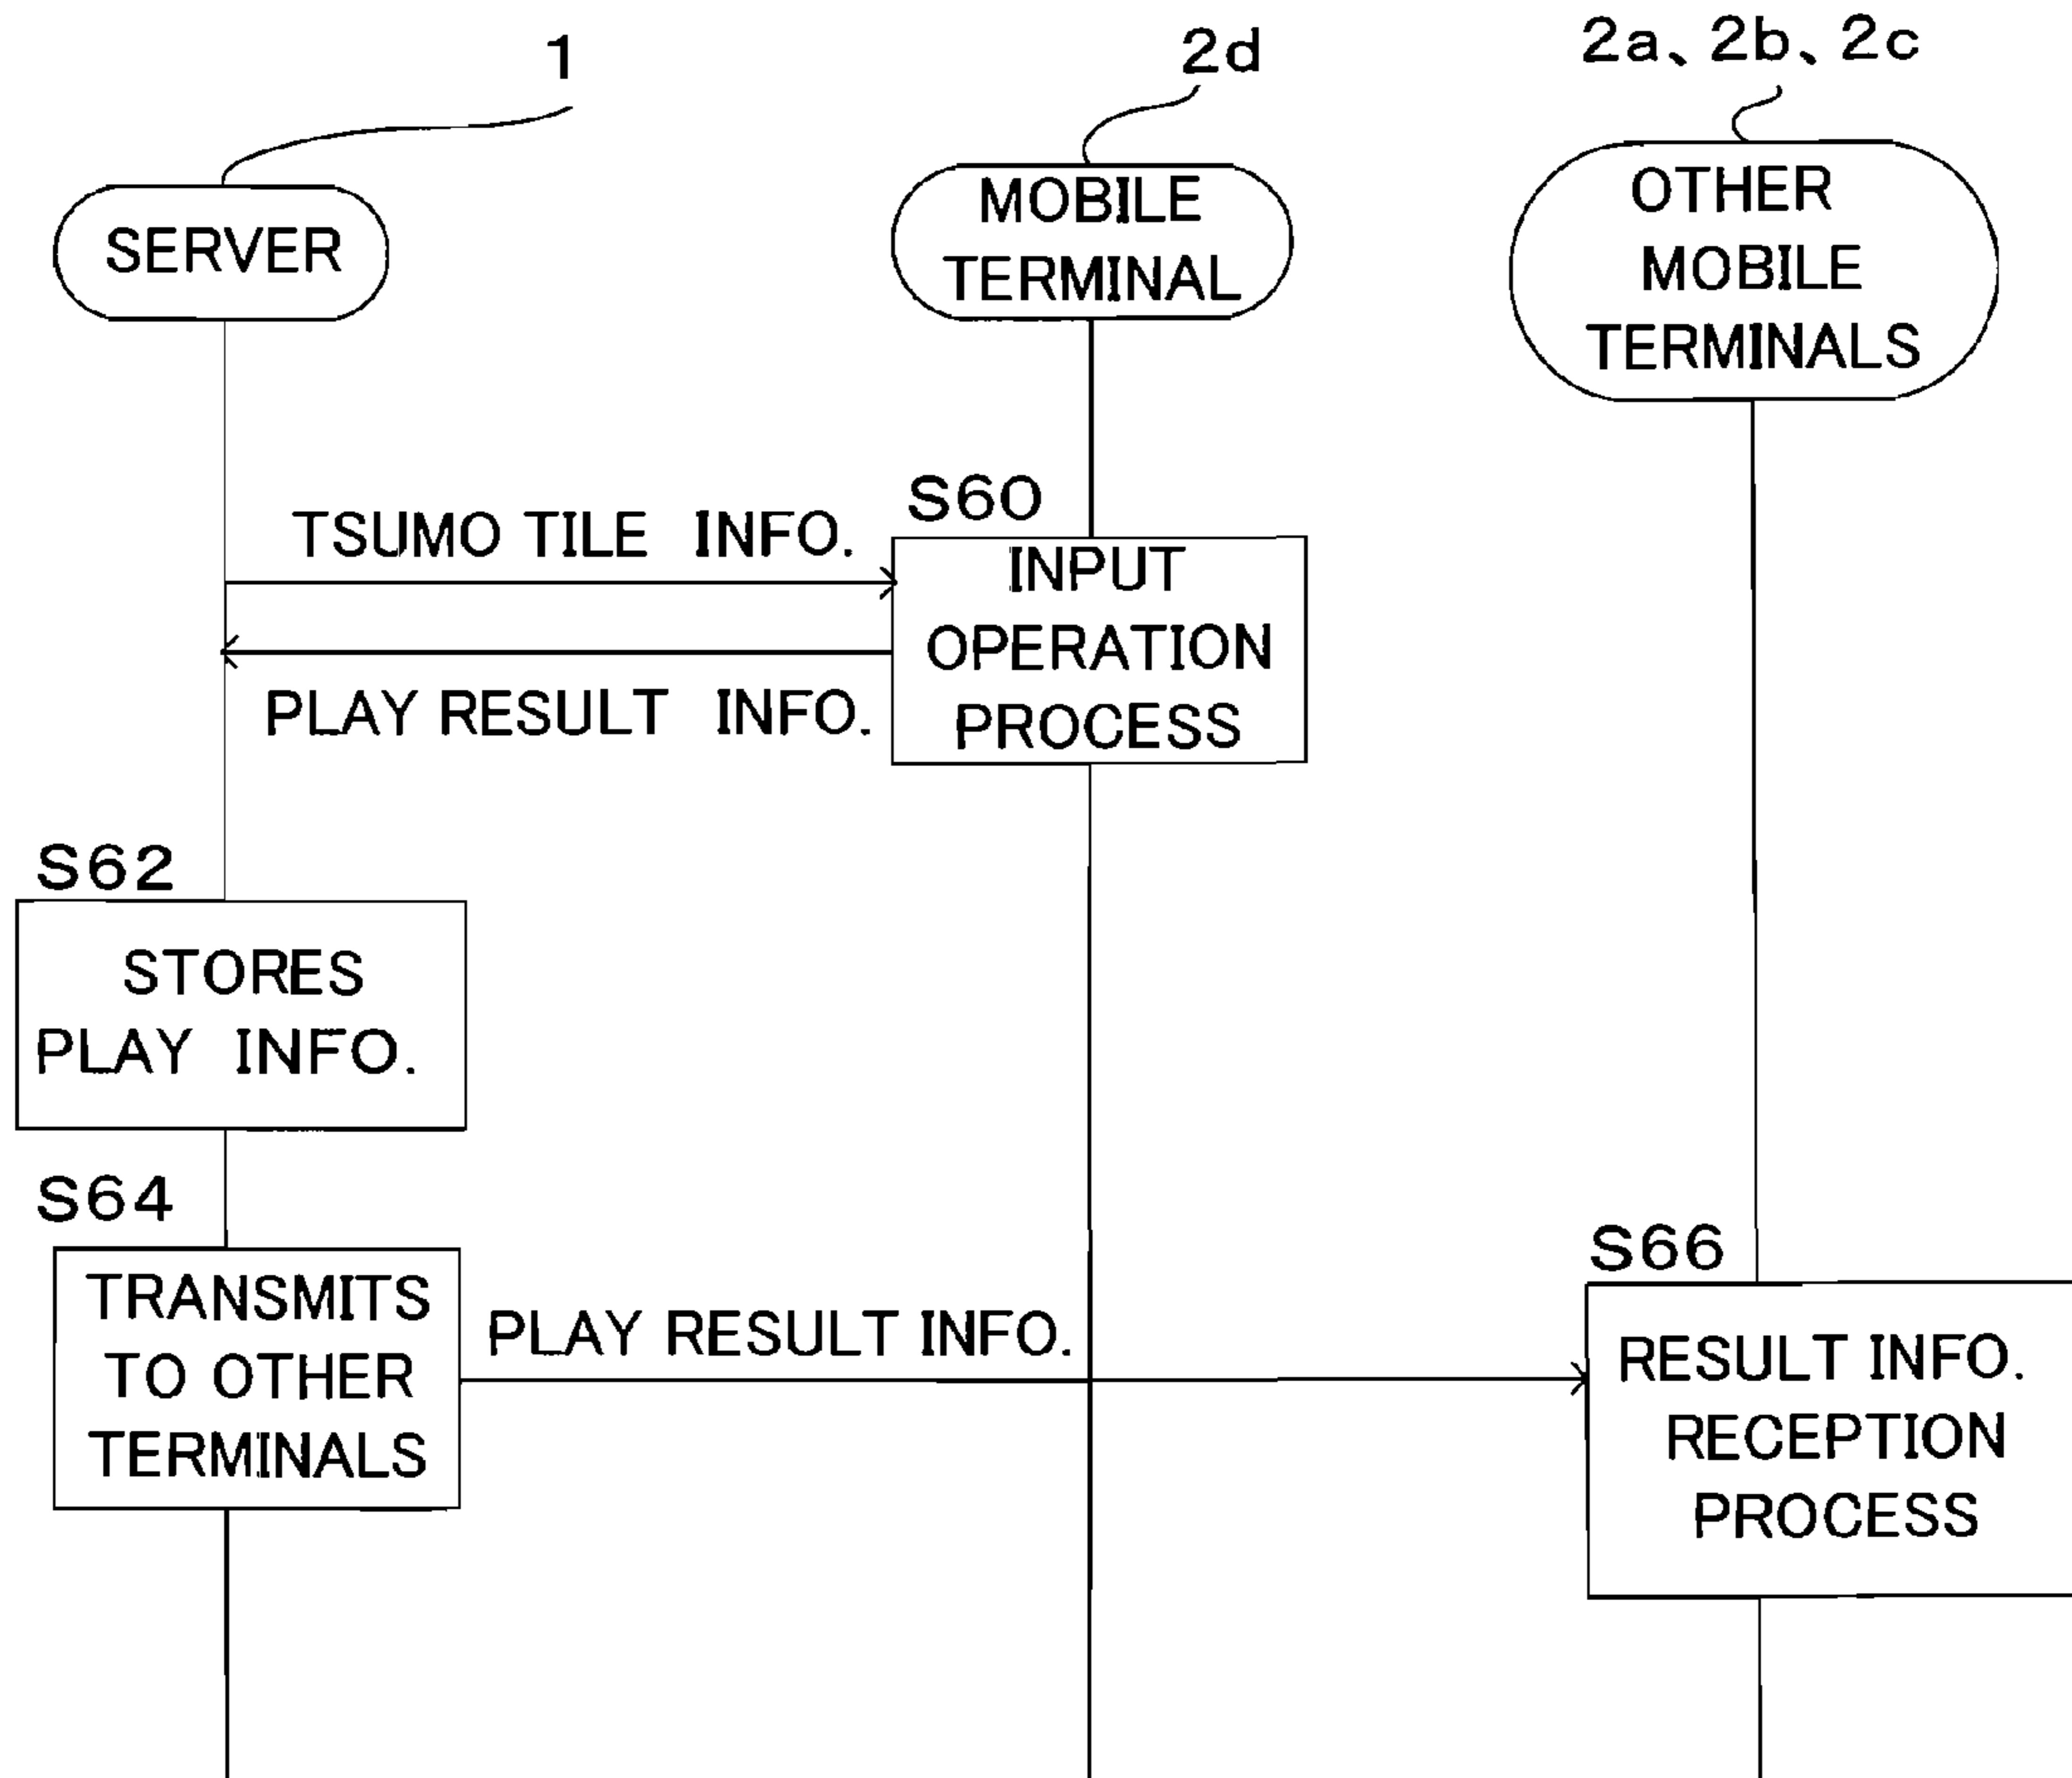 1
2d
2a、2b、2c
SERVER
MOBILE
TERMINAL
OTHER
MOBILE
TERMINALS
S60
TSUMO TILE INFO.
INPUT
OPERATION
PROCESS
PLAY RESULT INFO.
S62
STORES
PLAY INFO.
S64
TRANSMITS
TO OTHER
TERMINALS
PLAY RESULT INFO.
S66
RESULT INFO.
RECEPTION
PROCESS